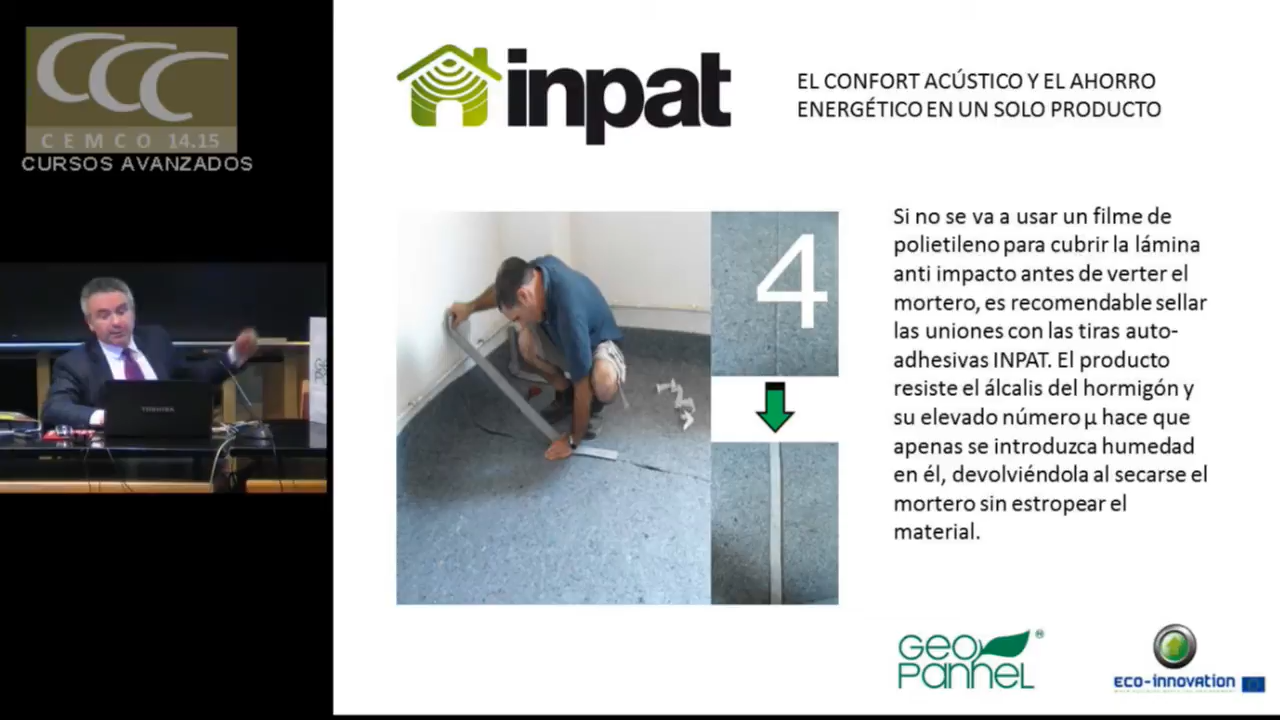 CCC
CEMCO 14.15
CURSOS AVANZADOS
inpat
EL CONFORT ACÚSTICO Y EL AHORRO
ENERGÉTICO EN UN SOLO PRODUCTO
4
Si no se va a usar un filme de
polietileno para cubrir la lámina
anti impacto antes de verter el
mortero, es recomendable sellar
las uniones con las tiras auto-
adhesivas INPAT. El producto
resiste el álcalis del hormigón y
su elevado número μ hace que
apenas se introduzca humedad
en él, devolviéndola al secarse el
mortero sin estropear el
material.
TOSHIBA
GEO
PANNEL®
eco-innovation